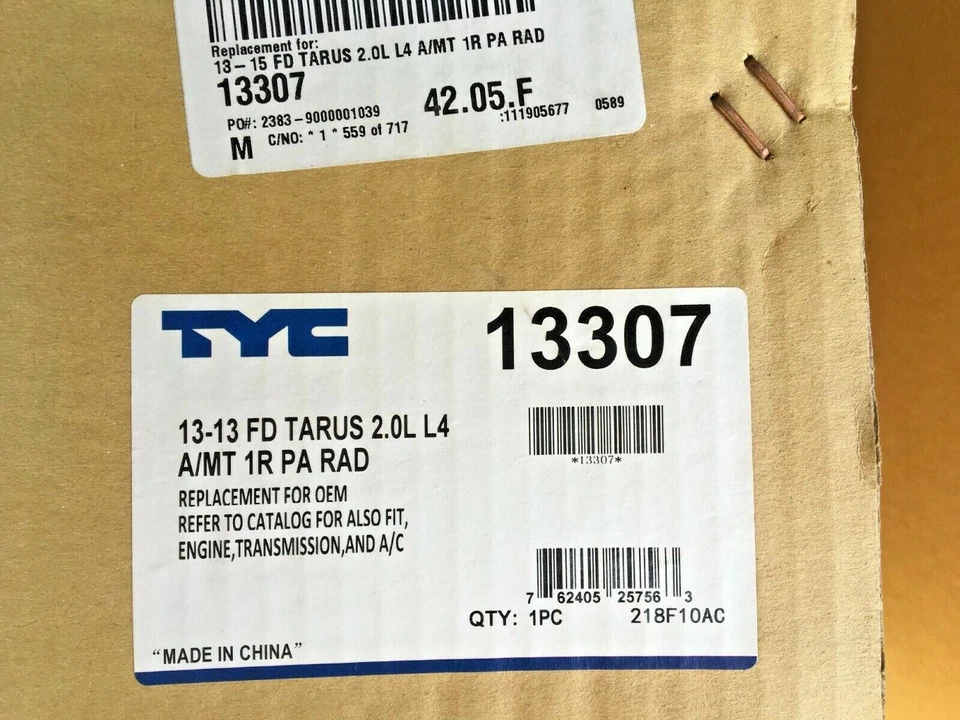 Replacement for:
13 - 15 FD TARUS 2.0L L4 A/MT 1R PA RAD
13307
42.05.F
PO#: 2383-9000001039
:111905677 0589
M C/NO: * 1 * 559 of 717
TYC
13307
13-13 FD TARUS 2.0L L4
A/MT 1R PA RAD
*13307*
REPLACEMENT FOR OEM
REFER TO CATALOG FOR ALSO FIT,
ENGINE,TRANSMISSION,AND A/C
7 62405 25756 3
QTY: 1PC 218F10AC
“MADE IN CHINA”